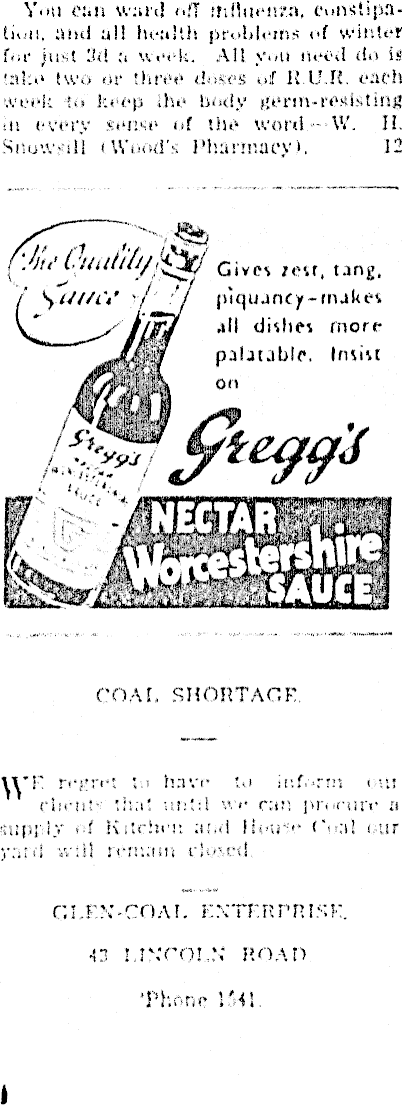 You can ward off influenza, constipa-
tion, and all health problems of winter
for just 3d a week. All you need do is
take two or three doses of R.U.R. each
week to keep the body germ-resisting
in every sense of the word—W. H.
Snowsill (Wood's Pharmacy). 12
The Quality
Sauce
Gives zest, tang,
piquancy-makes
all dishes more
palatable. Insist
on
Gregg's
Gregg's
NECTAR
WORCESTERSHIRE
SAUCE
NECTAR
Worcestershire
SAUCE
COAL SHORTAGE.
WE regret to have to inform our
clients that until we can procure a
supply of Kitchen and House Coal our
yard will remain closed.
GLEN-COAL ENTERPRISE,
43 LINCOLN ROAD
'Phone 1541.